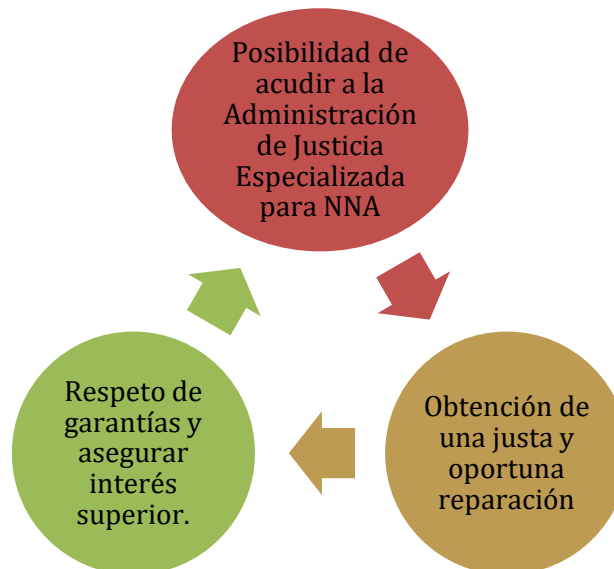 Posibilidad de
acudir a la
Administración
de Justicia
Especializada
para NNA
Obtención de
una justa y
oportuna
reparación
Respeto de
garantías y
asegurar
interés
superior.